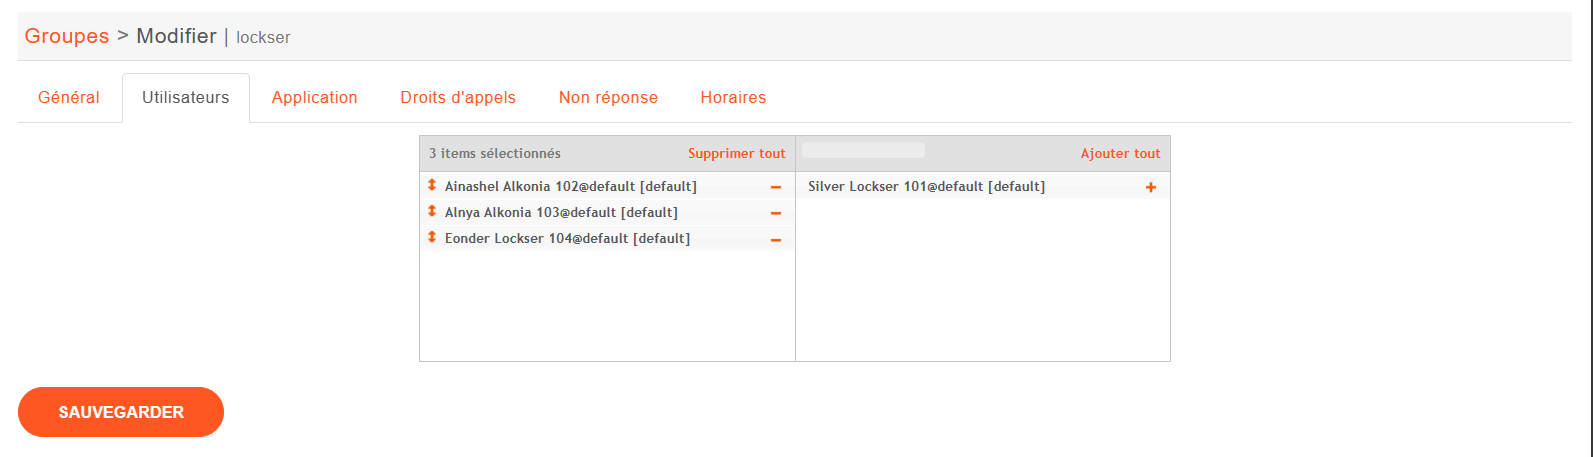 Groupes > Modifier | lockser
Général Utilisateurs Application Droits d'appels Non réponse Horaires
3 items sélectionnés Supprimer tout Ajouter tout
Ainashel Alkonia 102@default [default] Silver Lockser 101@default [default]
Alnya Alkonia 103@default [default]
Eonder Lockser 104@default [default]
SAUVEGARDER